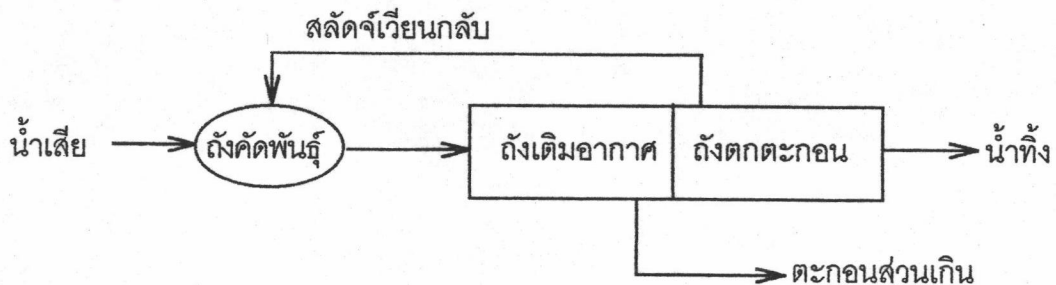 สลัดจ์เวียนกลับ
น้ำเสีย
ถังคัดพันธุ์
ถังเติมอากาศ
ถังตกตะกอน
น้ำทิ้ง
ตะกอนส่วนเกิน